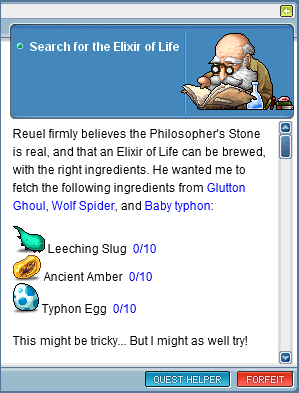 Search for the Elixir of Life
Reuel firmly believes the Philosopher's Stone
is real, and that an Elixir of Life can be brewed,
with the right ingredients. He wanted me to
fetch the following ingredients from Glutton
Ghoul, Wolf Spider, and Baby typhon:
Leeching Slug 0/10
Ancient Amber 0/10
Typhon Egg 0/10
This might be tricky... But I might as well try!
QUEST HELPER FORFEIT